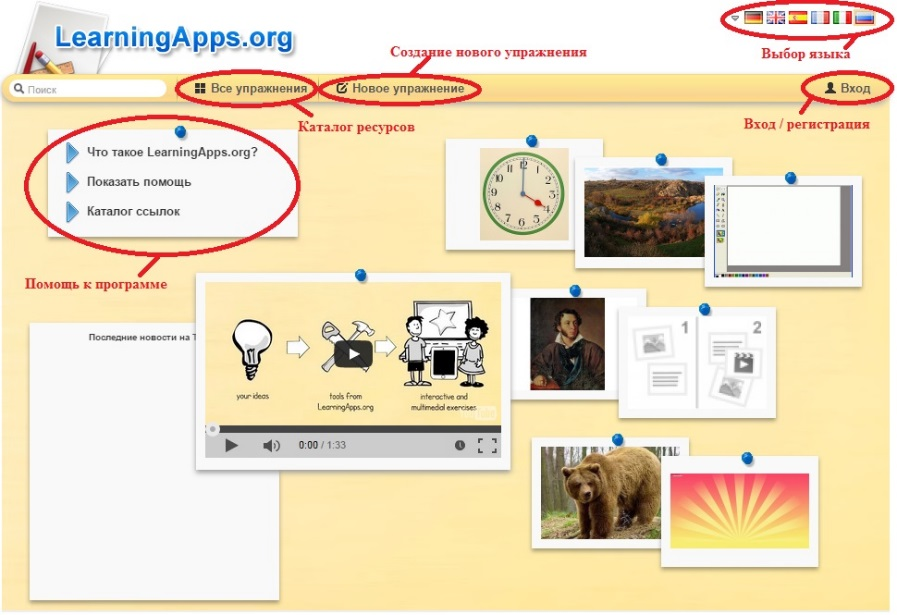 LearningApps.org
Создание нового упражнения
Выбор языка
Поиск
Все упражнения
Новое упражнение
Вход
Каталог ресурсов
Вход / регистрация
Что такое LearningApps.org?
Показать помощь
Каталог ссылок
Помощь к программе
Последние новости на T
your ideas
tools from
LearningApps.org
interactive and
multimedial exercises
0:00 / 1:33
1
2